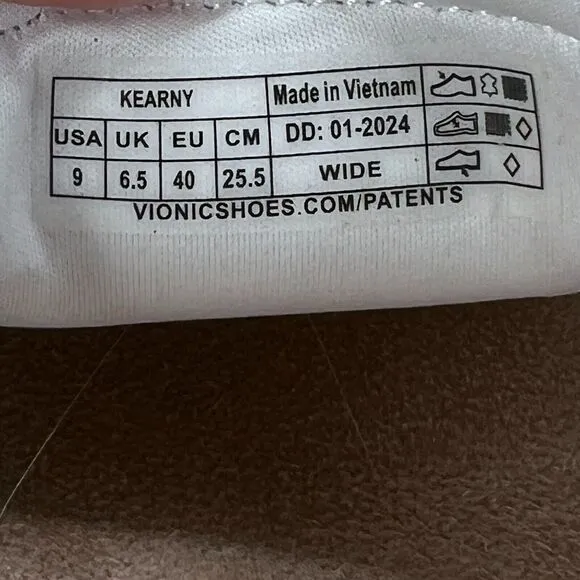 KEARNY Made in Vietnam
USA UK EU CM DD: 01-2024
9 6.5 40 25.5 WIDE
VIONICSHOES.COM/PATENTS